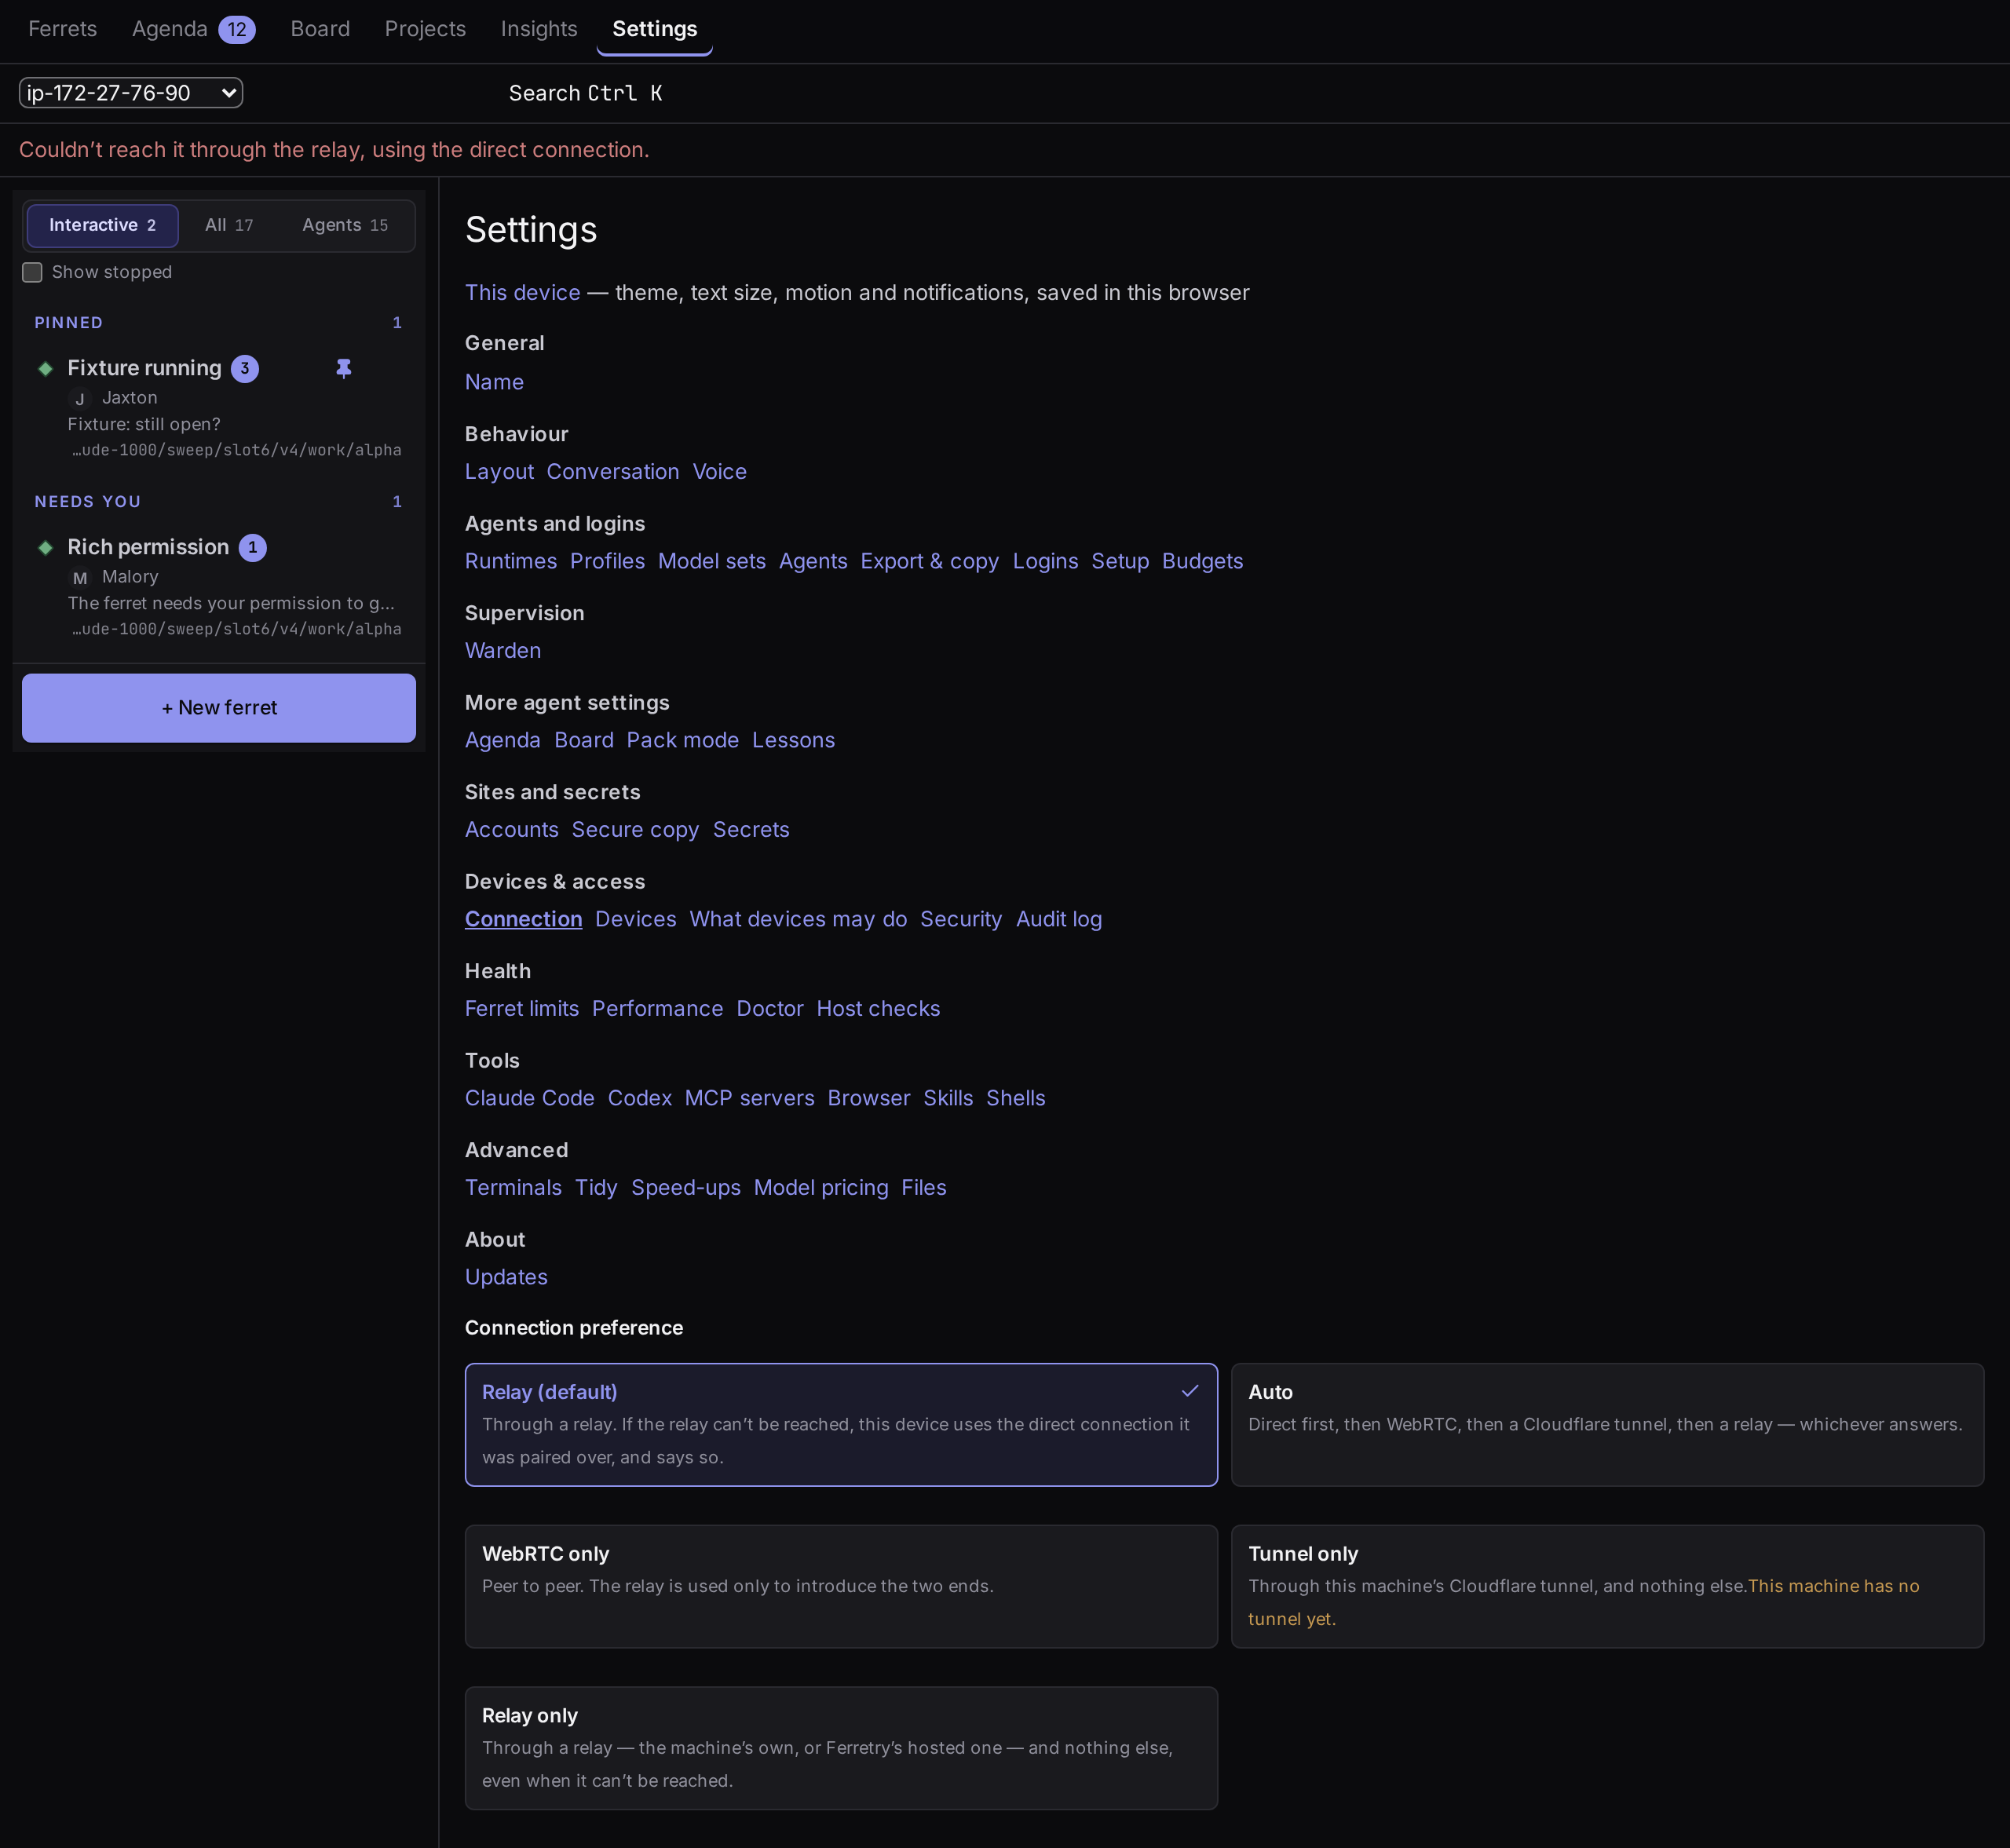 Ferrets Agenda 12 Board Projects Insights Settings
ip-172-27-76-90 Search Ctrl K
Couldn’t reach it through the relay, using the direct connection.
Interactive 2 All 17 Agents 15
Show stopped
PINNED 1
Fixture running 3
J Jaxton
Fixture: still open?
…ude-1000/sweep/slot6/v4/work/alpha
NEEDS YOU 1
Rich permission 1
M Malory
The ferret needs your permission to g…
…ude-1000/sweep/slot6/v4/work/alpha
+ New ferret
Settings
This device — theme, text size, motion and notifications, saved in this browser
General
Name
Behaviour
Layout Conversation Voice
Agents and logins
Runtimes Profiles Model sets Agents Export & copy Logins Setup Budgets
Supervision
Warden
More agent settings
Agenda Board Pack mode Lessons
Sites and secrets
Accounts Secure copy Secrets
Devices & access
Connection Devices What devices may do Security Audit log
Health
Ferret limits Performance Doctor Host checks
Tools
Claude Code Codex MCP servers Browser Skills Shells
Advanced
Terminals Tidy Speed-ups Model pricing Files
About
Updates
Connection preference
Relay (default)
Through a relay. If the relay can’t be reached, this device uses the direct connection it
was paired over, and says so.
Auto
Direct first, then WebRTC, then a Cloudflare tunnel, then a relay — whichever answers.
WebRTC only
Peer to peer. The relay is used only to introduce the two ends.
Tunnel only
Through this machine’s Cloudflare tunnel, and nothing else.This machine has no
tunnel yet.
Relay only
Through a relay — the machine’s own, or Ferretry’s hosted one — and nothing else,
even when it can’t be reached.